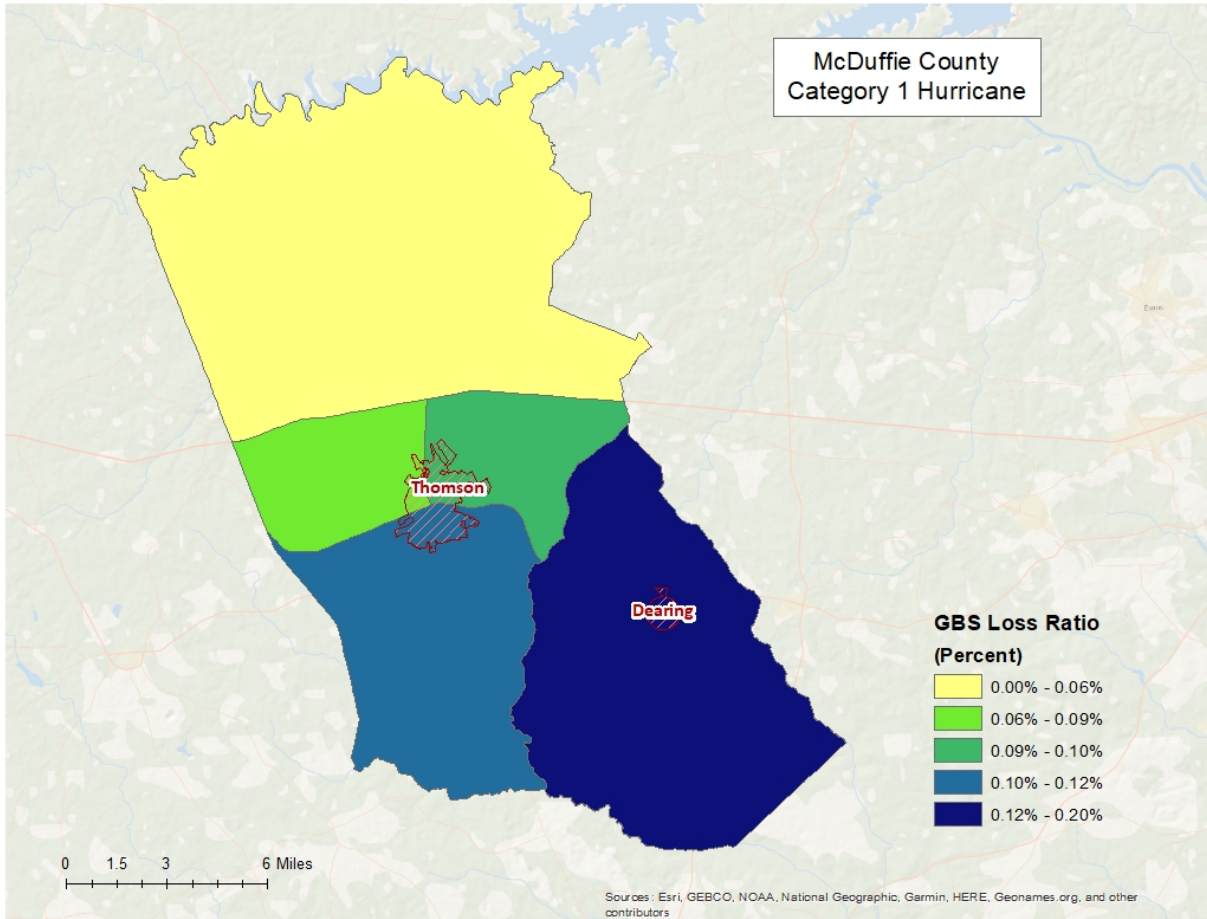 McDuffie County
Category 1 Hurricane
Evans
Thomson
Dearing
GBS Loss Ratio
(Percent)
0.00% - 0.06%
0.06% - 0.09%
0.09% - 0.10%
0.10% - 0.12%
0.12% - 0.20%
0 1.5 3 6 Miles
Sources: Esri, GEBCO, NOAA, National Geographic, Garmin, HERE, Geonames.org, and other
contributors